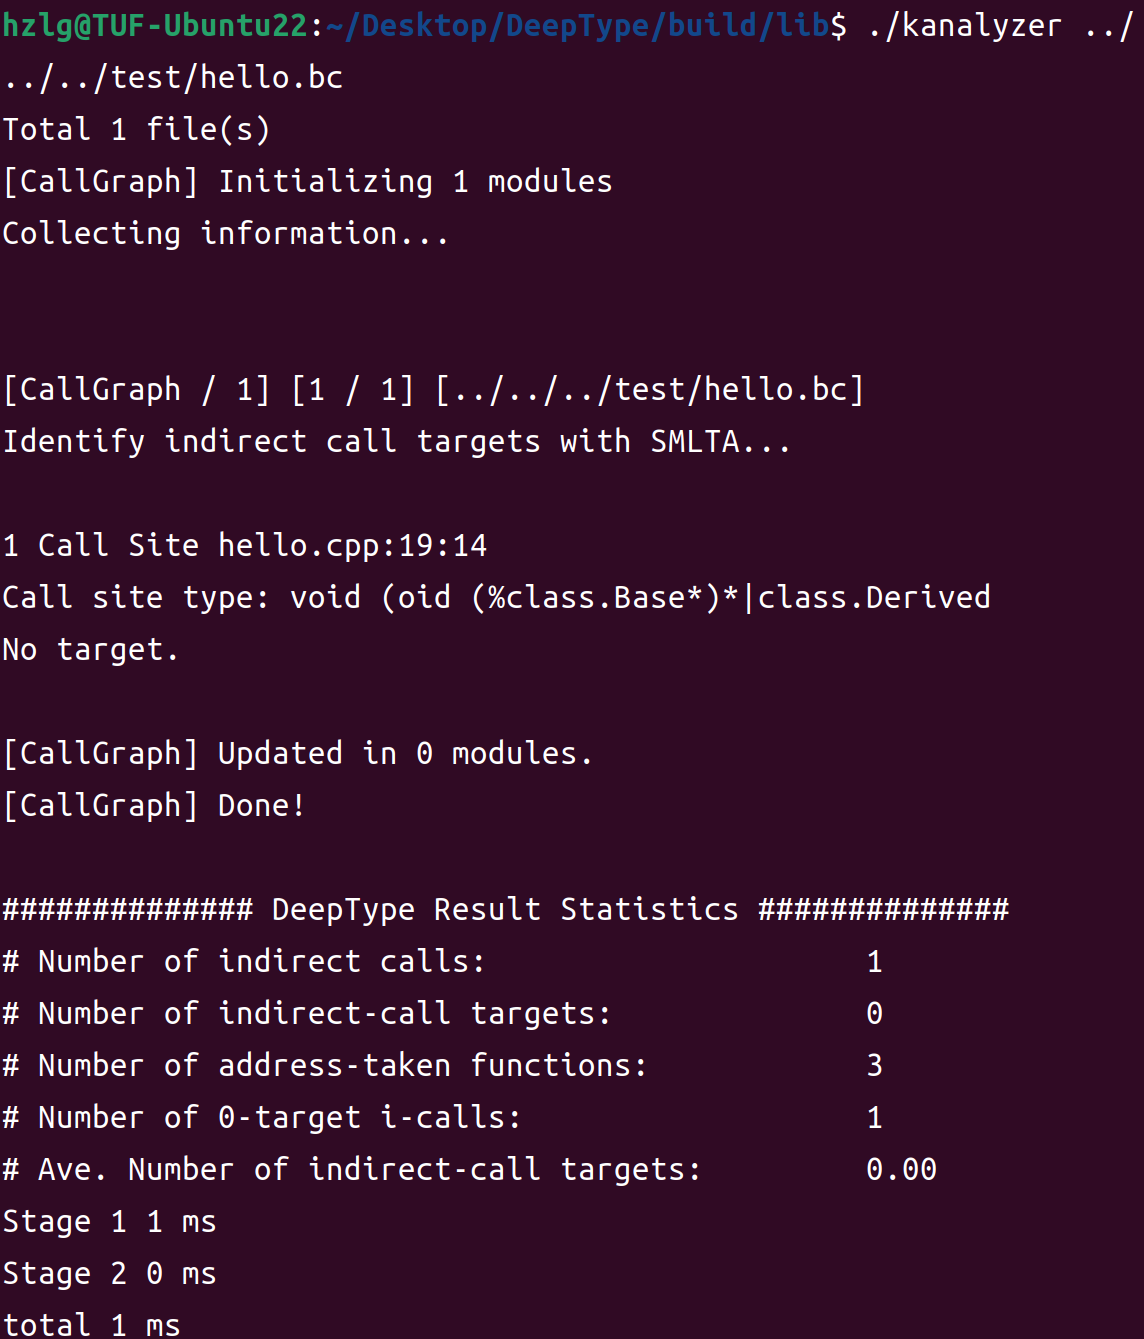 hzlg@TUF-Ubuntu22:~/Desktop/DeepType/build/lib$ ./kanalyzer ../
../../test/hello.bc
Total 1 file(s)
[CallGraph] Initializing 1 modules
Collecting information...
[CallGraph / 1] [1 / 1] [../../../test/hello.bc]
Identify indirect call targets with SMLTA...
1 Call Site hello.cpp:19:14
Call site type: void (oid (%class.Base*)*|class.Derived
No target.
[CallGraph] Updated in 0 modules.
[CallGraph] Done!
############## DeepType Result Statistics ##############
# Number of indirect calls: 1
# Number of indirect-call targets: 0
# Number of address-taken functions: 3
# Number of 0-target i-calls: 1
# Ave. Number of indirect-call targets: 0.00
Stage 1 1 ms
Stage 2 0 ms
total 1 ms